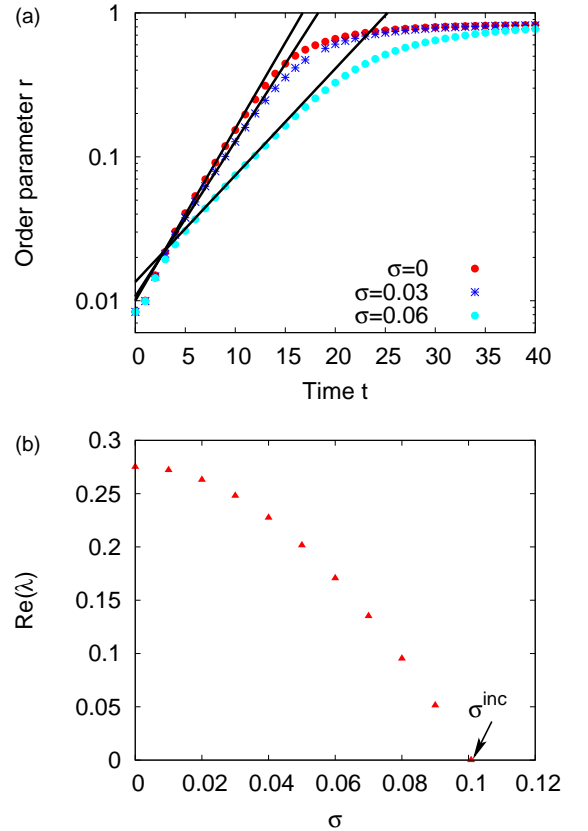 (a)
Order parameter r
1
0.1
0.01
σ=0
σ=0.03
σ=0.06
0 5 10 15 20 25 30 35 40
Time t
(b)
Re(λ)
0.3
0.25
0.2
0.15
0.1
0.05
0
σ^inc
0 0.02 0.04 0.06 0.08 0.1 0.12
σ